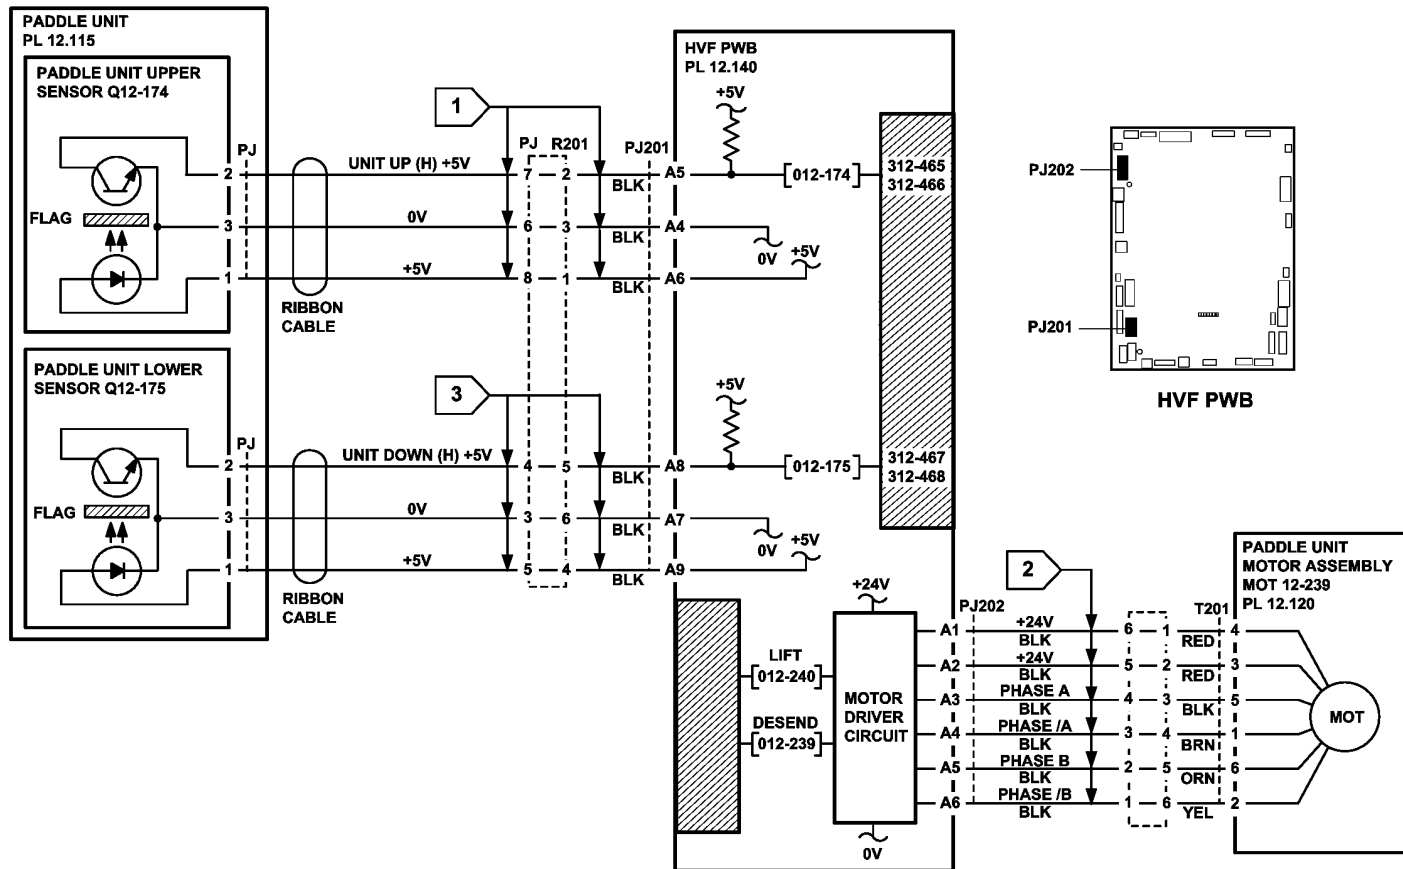 PADDLE UNIT
PL 12.115
PADDLE UNIT UPPER
SENSOR Q12-174
FLAG
2
3
1
PJ
RIBBON
CABLE
UNIT UP (H) +5V
0V
+5V
1
PJ
R201
7 2
6 3
8 1
BLK
BLK
BLK
PJ201
A5
A4
A6
HVF PWB
PL 12.140
+5V
[012-174]
312-465
312-466
0V
+5V
PJ202
PJ201
HVF PWB
PADDLE UNIT LOWER
SENSOR Q12-175
FLAG
2
3
1
PJ
RIBBON
CABLE
UNIT DOWN (H) +5V
0V
+5V
3
4 5
3 6
5 4
BLK
BLK
BLK
A8
A7
A9
+5V
[012-175]
312-467
312-468
0V
+5V
LIFT
[012-240]
DESEND
[012-239]
+24V
MOTOR
DRIVER
CIRCUIT
0V
PJ202
2
A1 +24V BLK 6 1 RED 4
A2 +24V BLK 5 2 RED 3
A3 PHASE A BLK 4 3 BLK 5
A4 PHASE /A BLK 3 4 BRN 1
A5 PHASE B BLK 2 5 ORN 6
A6 PHASE /B BLK 1 6 YEL 2
T201
PADDLE UNIT
MOTOR ASSEMBLY
MOT 12-239
PL 12.120
MOT